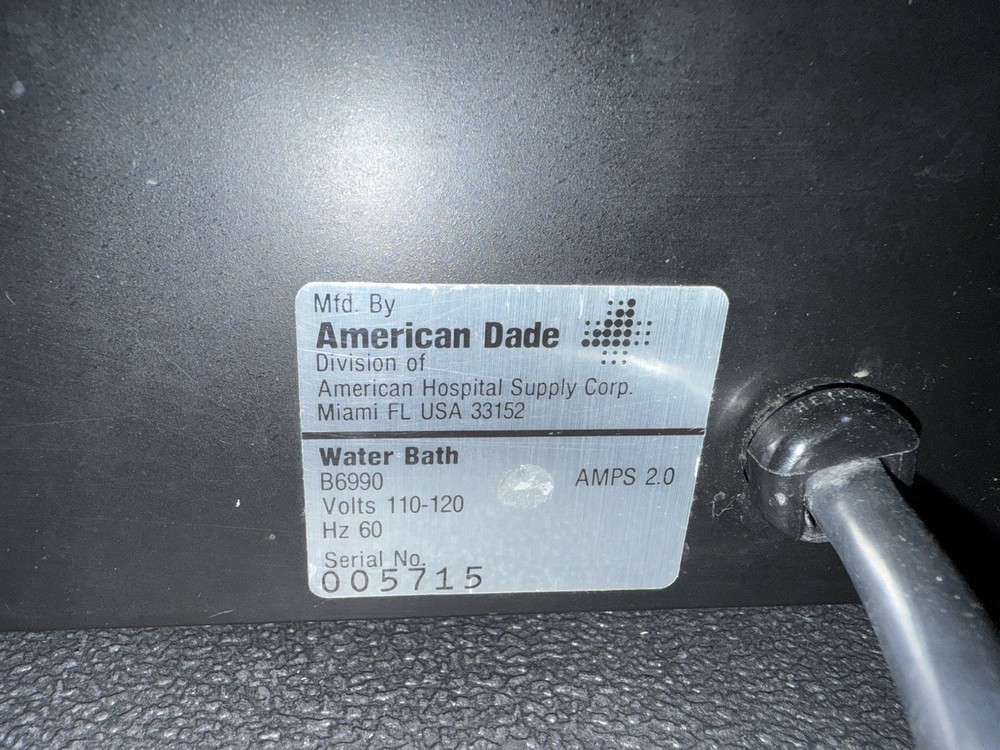 Mfd. By
American Dade
Division of
American Hospital Supply Corp.
Miami FL USA 33152
Water Bath
B6990 AMPS 2.0
Volts 110-120
Hz 60
Serial No.
005715